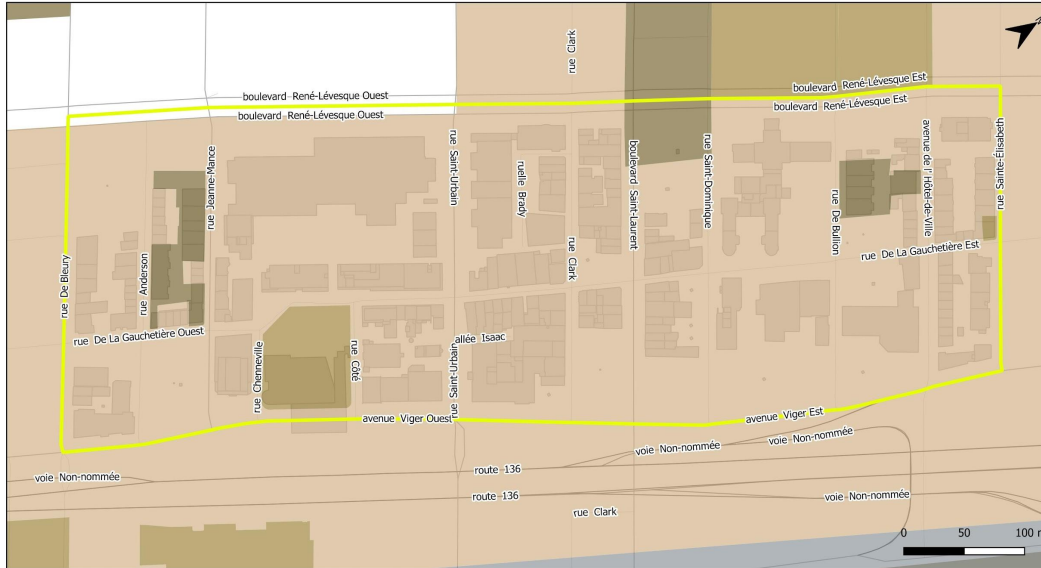 rue Clark
boulevard René-Lévesque Est
boulevard René-Lévesque Ouest
boulevard René-Lévesque Est
boulevard René-Lévesque Ouest
rue Jeanne-Mance
rue Saint-Urbain
ruelle Brady
boulevard Saint-Laurent
rue Saint-Dominique
avenue de l' Hôtel-de-Ville
rue Sainte-Élisabeth
rue De Bullion
rue De Bleury
rue Anderson
rue Clark
rue De La Gauchetière Est
rue De La Gauchetière Ouest
allée Isaac
rue Chenneville
rue Côté
rue Saint-Urbain
avenue Viger Ouest
avenue Viger Est
voie Non-nommée
voie Non-nommée
voie Non-nommée
route 136
route 136
voie Non-nommée
rue Clark
0 50 100 m